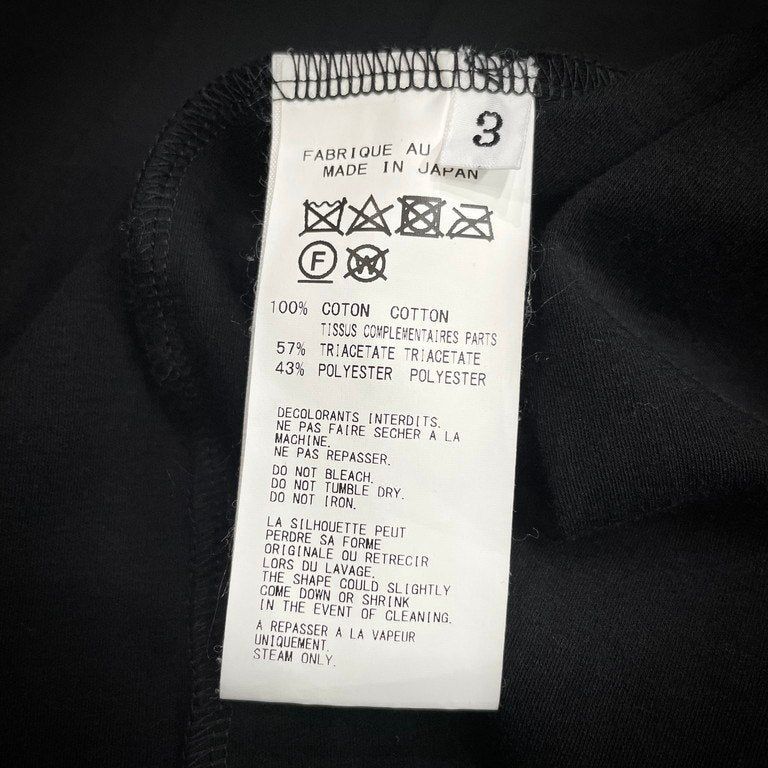 3
FABRIQUE AU
MADE IN JAPAN
F
W
100% COTON COTTON
TISSUS COMPLEMENTAIRES PARTS
57% TRIACETATE TRIACETATE
43% POLYESTER POLYESTER
DECOLORANTS INTERDITS.
NE PAS FAIRE SECHER A LA
MACHINE.
NE PAS REPASSER.
DO NOT BLEACH.
DO NOT TUMBLE DRY.
DO NOT IRON.
LA SILHOUETTE PEUT
PERDRE SA FORME
ORIGINALE OU RETRECIR
LORS DU LAVAGE.
THE SHAPE COULD SLIGHTLY
COME DOWN OR SHRINK
IN THE EVENT OF CLEANING.
A REPASSER A LA VAPEUR
UNIQUEMENT.
STEAM ONLY.